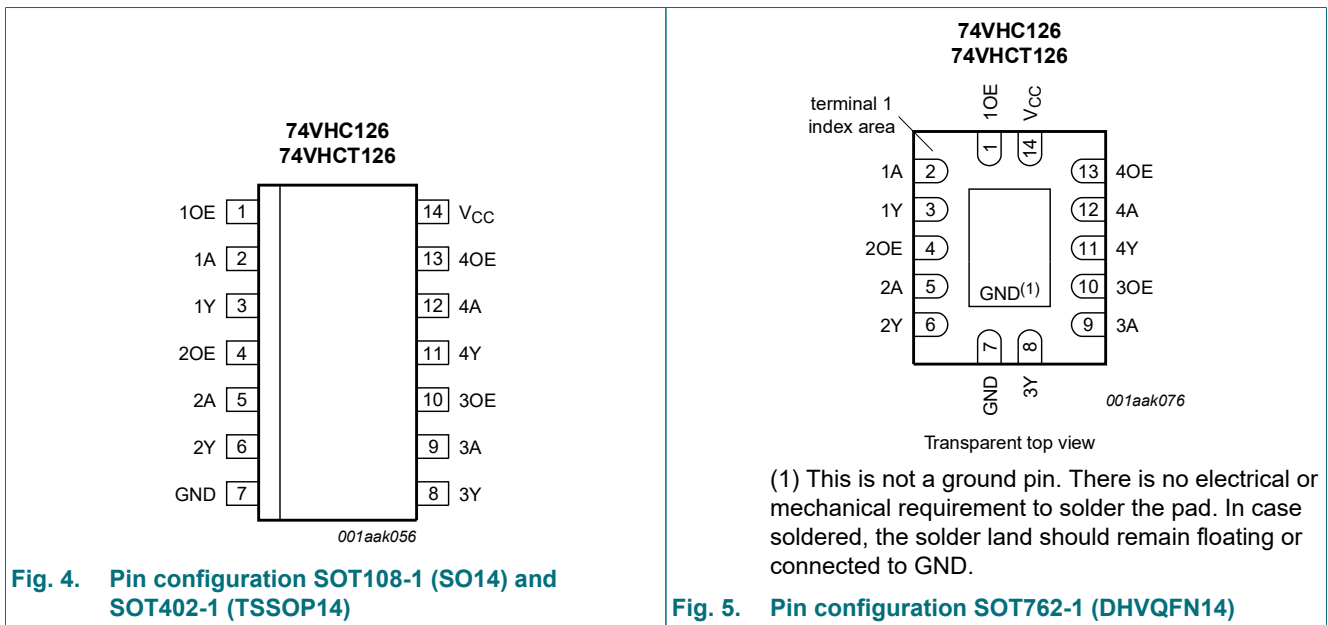 74VHC126
74VHCT126
1OE 1
1A 2
1Y 3
2OE 4
2A 5
2Y 6
GND 7
14 VCC
13 4OE
12 4A
11 4Y
10 3OE
9 3A
8 3Y
001aak056
Fig. 4. Pin configuration SOT108-1 (SO14) and
SOT402-1 (TSSOP14)
74VHC126
74VHCT126
terminal 1
index area
1OE
VCC
1
14
1A 2
1Y 3
2OE 4
2A 5
2Y 6
13 4OE
12 4A
11 4Y
10 3OE
9 3A
GND(1)
7
8
GND
3Y
001aak076
Transparent top view
(1) This is not a ground pin. There is no electrical or
mechanical requirement to solder the pad. In case
soldered, the solder land should remain floating or
connected to GND.
Fig. 5. Pin configuration SOT762-1 (DHVQFN14)